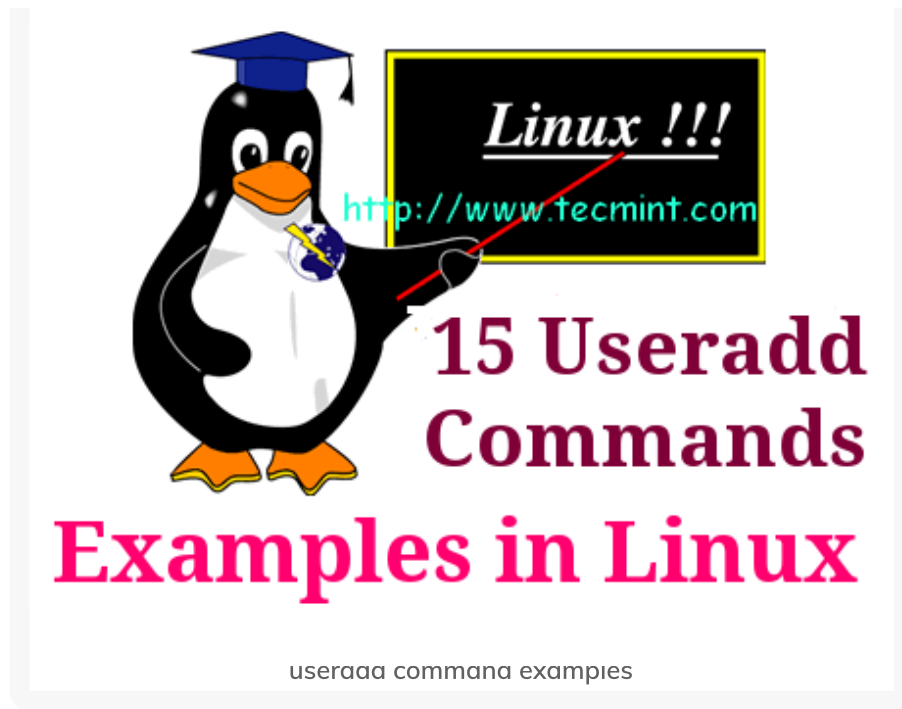 Linux !!!
http://www.tecmint.com
15 Useradd
Commands
Examples in Linux
useradd command examples